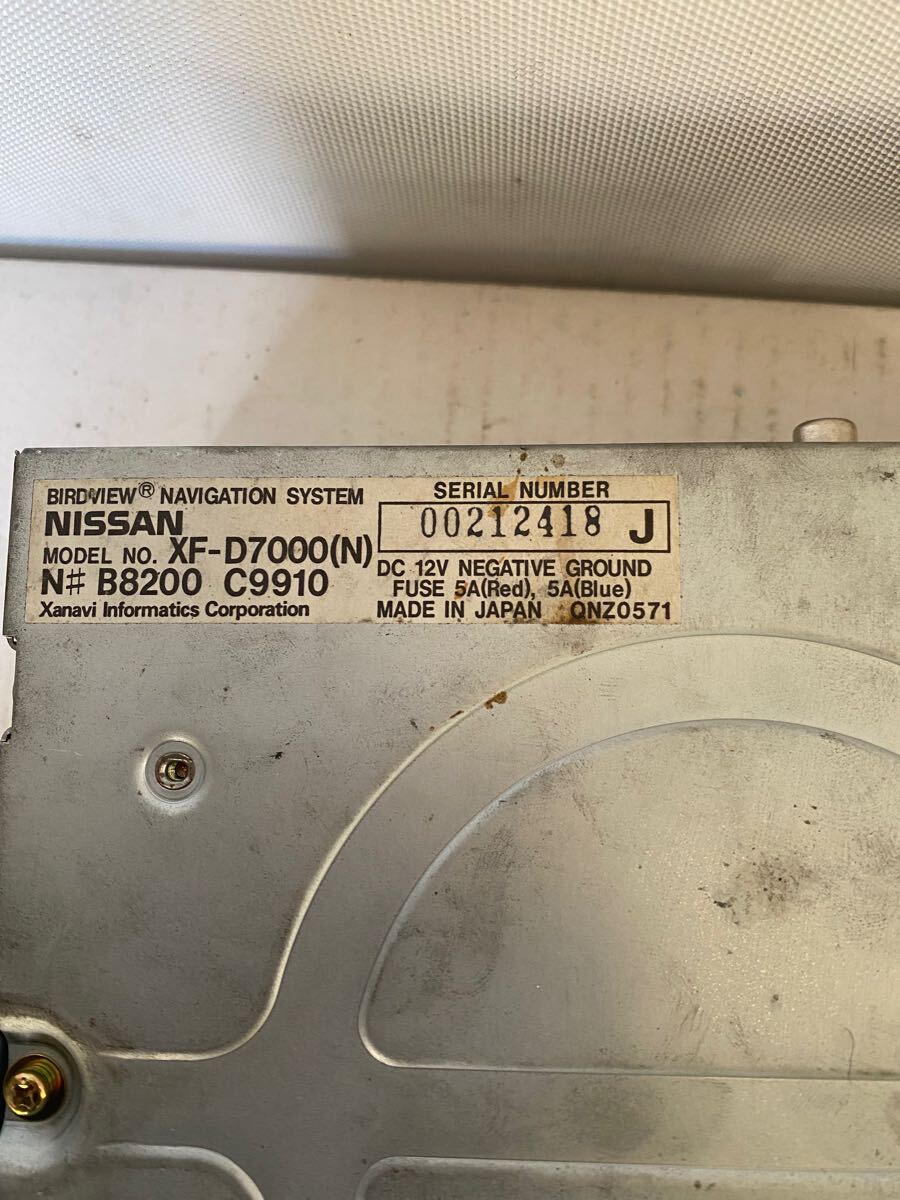 BIRDVIEW® NAVIGATION SYSTEM
NISSAN
MODEL NO. XF-D7000(N)
N# B8200 C9910
Xanavi Informatics Corporation
SERIAL NUMBER
00212418 J
DC 12V NEGATIVE GROUND
FUSE 5A(Red), 5A(Blue)
MADE IN JAPAN QNZ0571